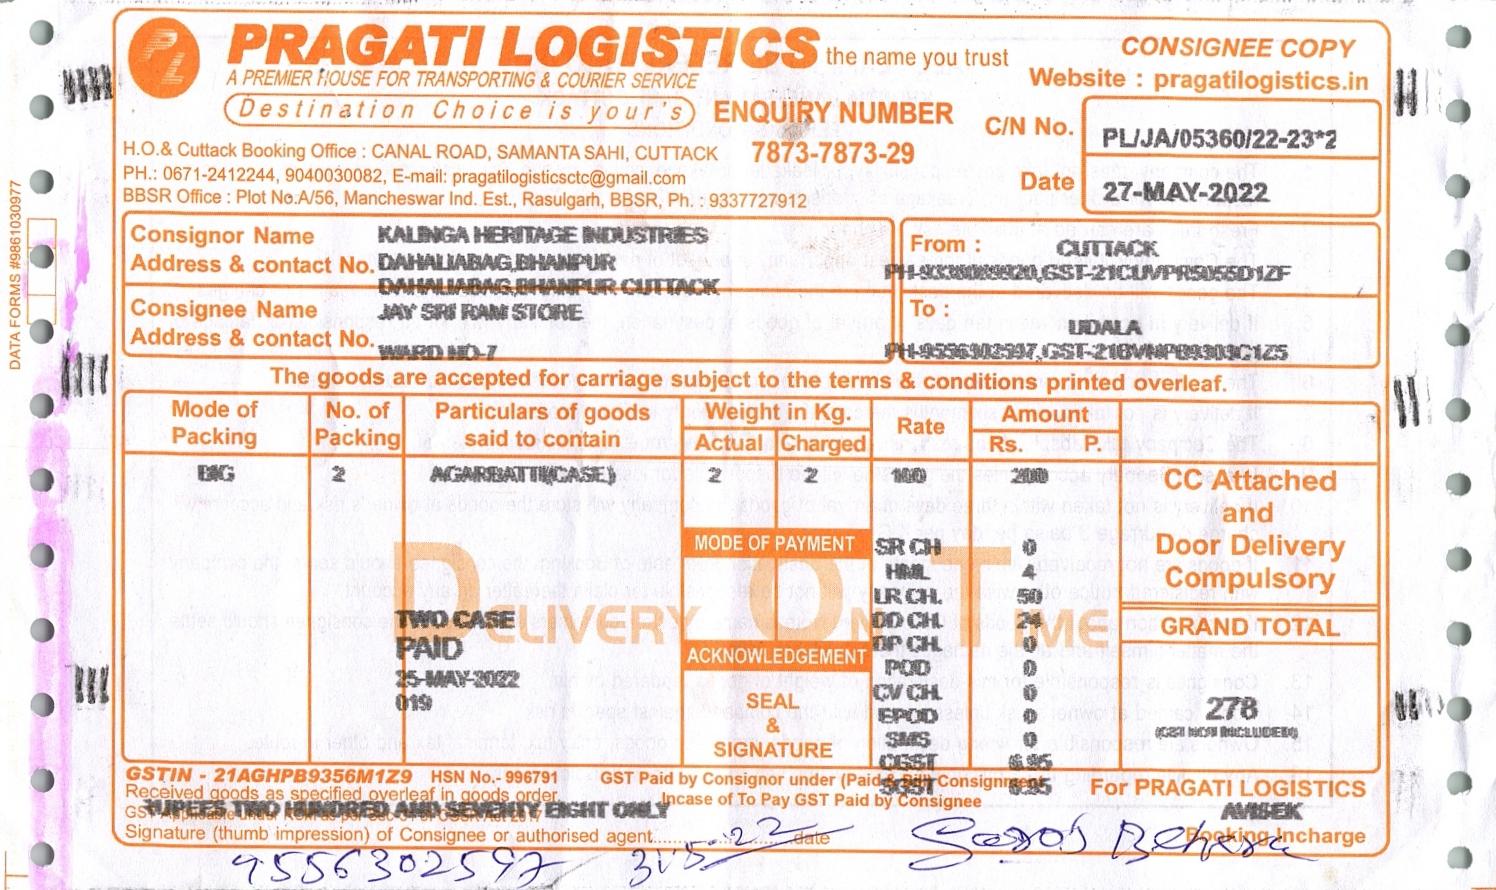 PL
PRAGATI LOGISTICS the name you trust
A PREMIER HOUSE FOR TRANSPORTING & COURIER SERVICE
Destination Choice is your's
ENQUIRY NUMBER
7873-7873-29
CONSIGNEE COPY
Website : pragatilogistics.in
C/N No. PL/JA/05360/22-23*2
Date 27-MAY-2022
H.O.& Cuttack Booking Office : CANAL ROAD, SAMANTA SAHI, CUTTACK
PH.: 0671-2412244, 9040030082, E-mail: pragatilogisticsctc@gmail.com
BBSR Office : Plot No.A/56, Mancheswar Ind. Est., Rasulgarh, BBSR, Ph. : 9337727912
DATA FORMS #9861030977
Consignor Name KALINGA HERITAGE INDUSTRIES
Address & contact No. DAHALIABAG,BHANPUR
DAHALIABAG,BHANPUR CUTTACK
Consignee Name JAY SRI RAM STORE
Address & contact No. WARD NO-7
From : CUTTACK
To : UDALA
PH-9556302597,GST-21BVNPB9303C1Z5
The goods are accepted for carriage subject to the terms & conditions printed overleaf.
Mode of Packing No. of Packing Particulars of goods said to contain Weight in Kg. Actual Charged Rate Amount Rs. P.
BIG 2 AGARBATTI(CASE) 2 2 100 200
CC Attached
and
Door Delivery
Compulsory
GRAND TOTAL
278
(GST NOT INCLUDED)
DELIVERY ON TIME
MODE OF PAYMENT
ACKNOWLEDGEMENT
SEAL
&
SIGNATURE
TWO CASE
PAID
25-MAY-2022
019
SR CH 0
HML 4
LR CH. 50
DD CH. 24
DP CH. 0
POD 0
CV CH. 0
EPOD 0
SMS 0
CGST 6.95
SGST 6.95
GSTIN - 21AGHPB9356M1Z9 HSN No.- 996791
GST Paid by Consignor under (Paid & Bill) Consignment
Incase of To Pay GST Paid by Consignee
Received goods as specified overleaf in goods order
RUPEES TWO HUNDRED AND SEVENTY EIGHT ONLY
Signature (thumb impression) of Consignee or authorised agent....................date
For PRAGATI LOGISTICS
Booking Incharge
9556302597